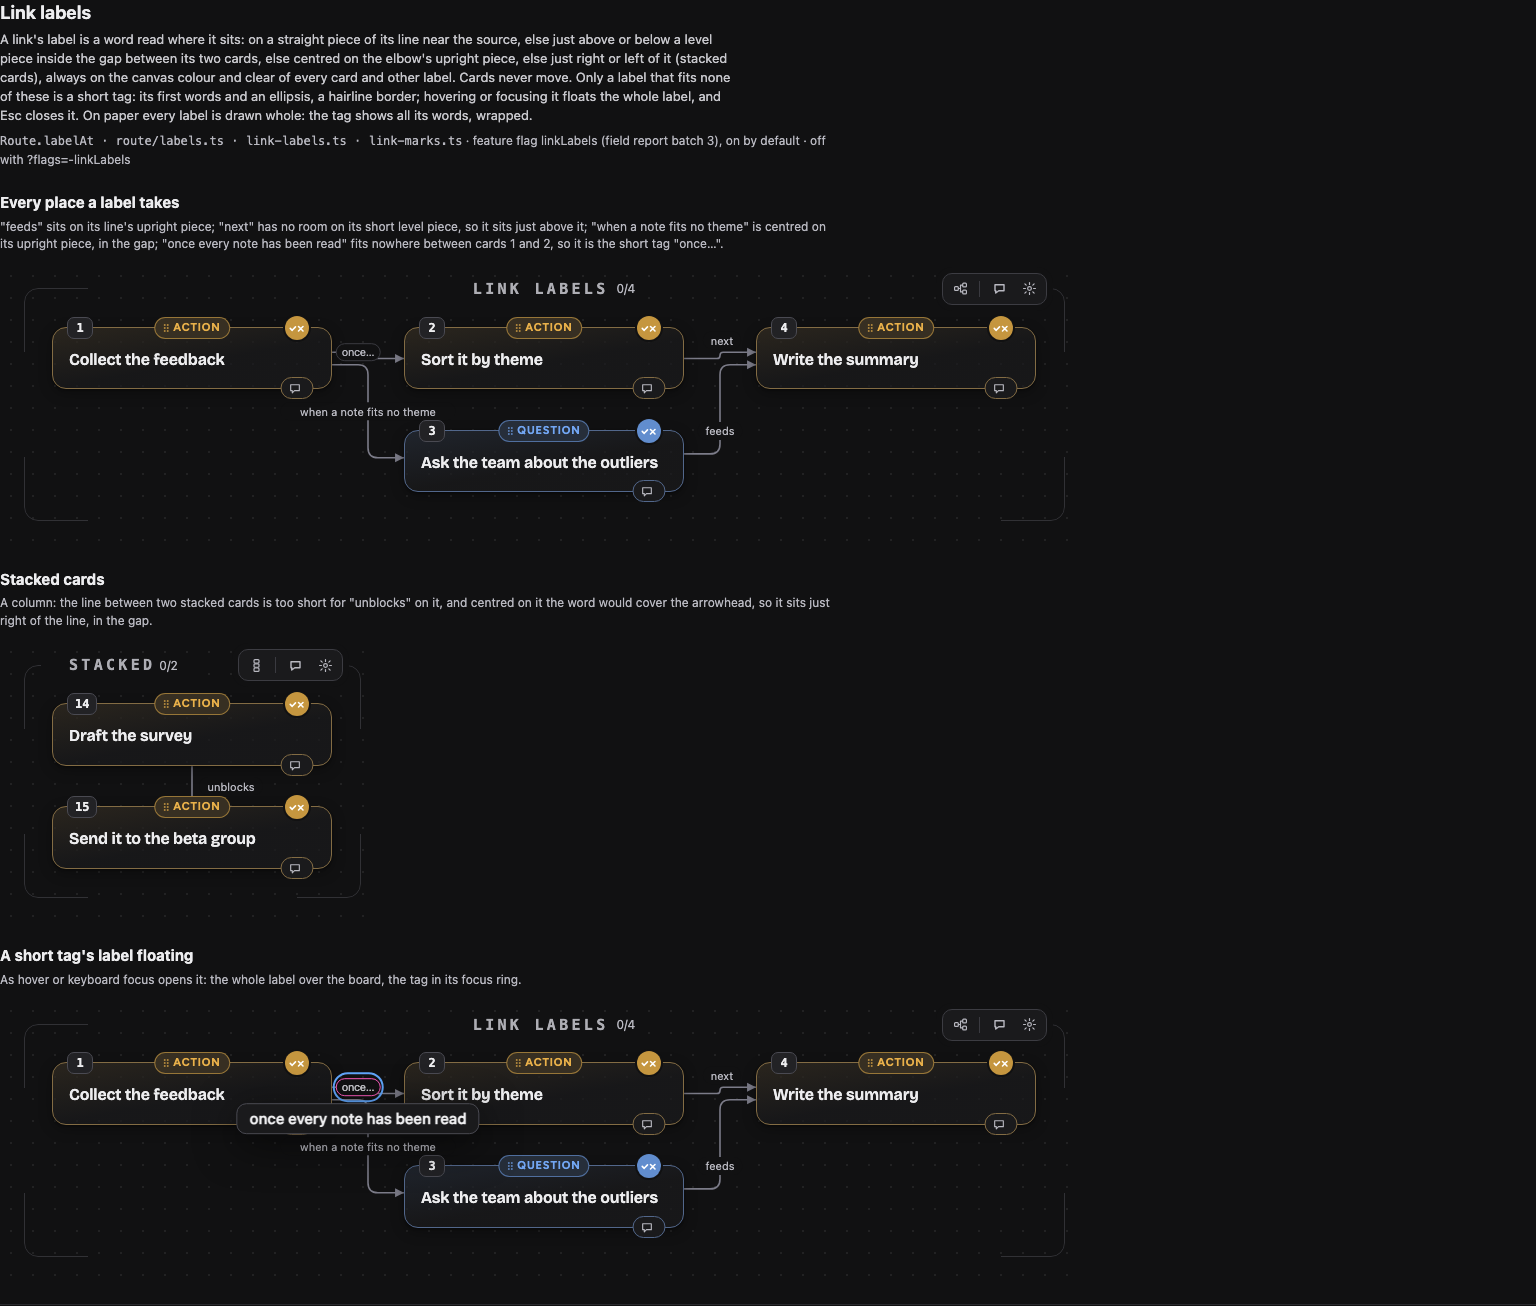 Link labels
A link's label is a word read where it sits: on a straight piece of its line near the source, else just above or below a level
piece inside the gap between its two cards, else centred on the elbow's upright piece, else just right or left of it (stacked
cards), always on the canvas colour and clear of every card and other label. Cards never move. Only a label that fits none
of these is a short tag: its first words and an ellipsis, a hairline border; hovering or focusing it floats the whole label, and
Esc closes it. On paper every label is drawn whole: the tag shows all its words, wrapped.
Route.labelAt · route/labels.ts · link-labels.ts · link-marks.ts · feature flag linkLabels (field report batch 3), on by default · off
with ?flags=-linkLabels
Every place a label takes
"feeds" sits on its line's upright piece; "next" has no room on its short level piece, so it sits just above it; "when a note fits no theme" is centred on
its upright piece, in the gap; "once every note has been read" fits nowhere between cards 1 and 2, so it is the short tag "once…".
LINK LABELS 0/4
1 ACTION
Collect the feedback
once…
2 ACTION
Sort it by theme
next
4 ACTION
Write the summary
when a note fits no theme
3 QUESTION
Ask the team about the outliers
feeds
Stacked cards
A column: the line between two stacked cards is too short for "unblocks" on it, and centred on it the word would cover the arrowhead, so it sits just
right of the line, in the gap.
STACKED 0/2
14 ACTION
Draft the survey
unblocks
15 ACTION
Send it to the beta group
A short tag's label floating
As hover or keyboard focus opens it: the whole label over the board, the tag in its focus ring.
LINK LABELS 0/4
1 ACTION
Collect the feedback
once…
2 ACTION
Sort it by theme
next
4 ACTION
Write the summary
once every note has been read
when a note fits no theme
3 QUESTION
Ask the team about the outliers
feeds